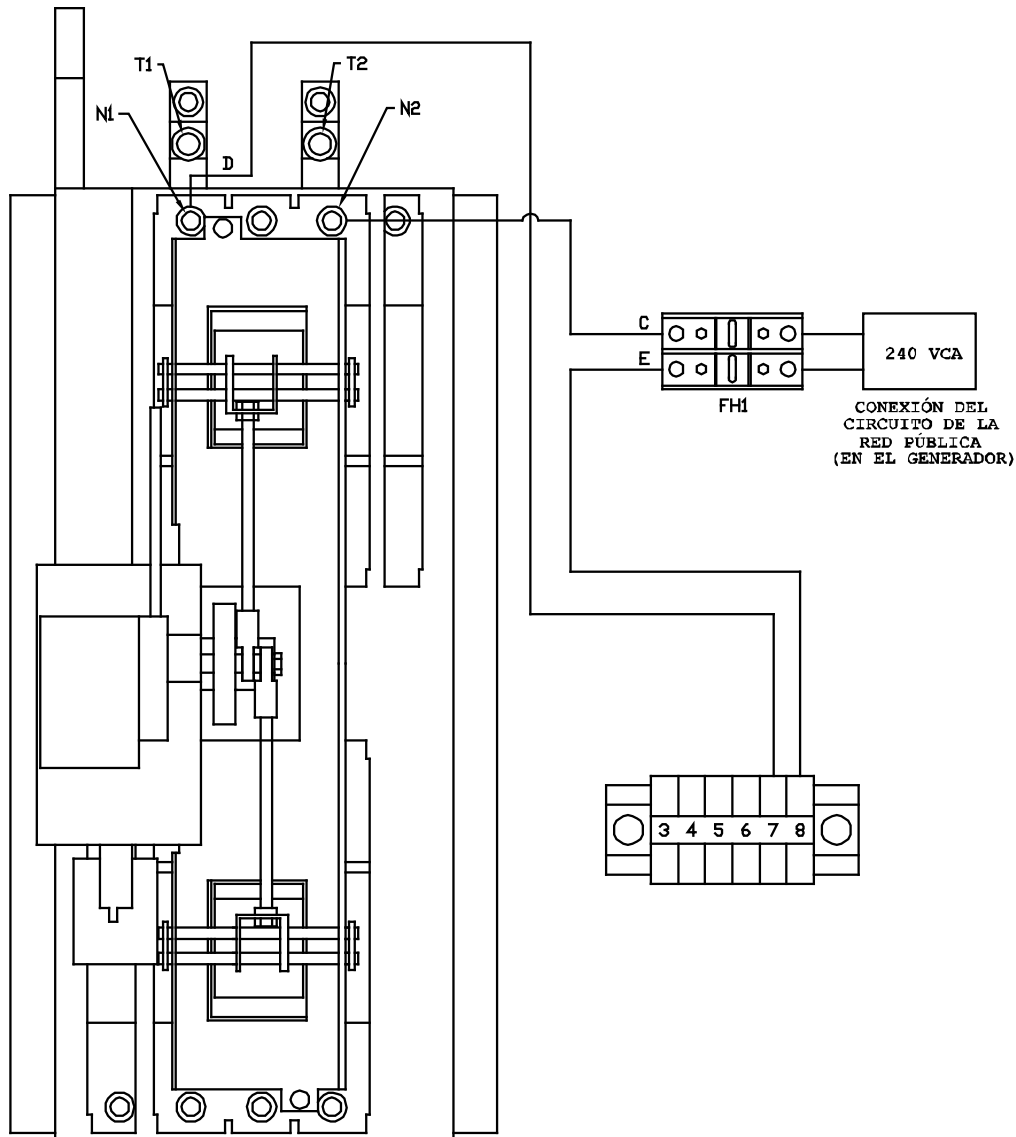 T1
T2
N1
N2
D
C
E
240 VCA
FH1
CONEXIÓN DEL
CIRCUITO DE LA
RED PÚBLICA
(EN EL GENERADOR)
3 4 5 6 7 8